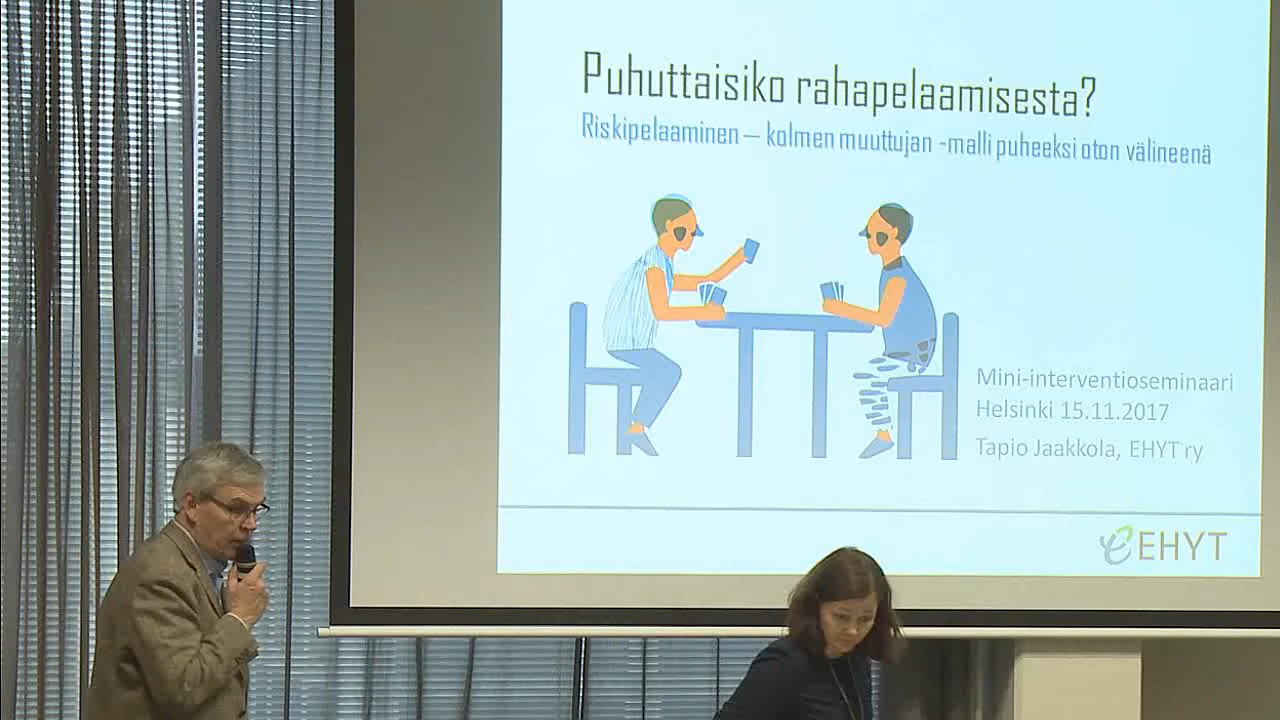 Puhuttaisiko rahapelaamisesta?
Riskipelaaminen – kolmen muuttujan -malli puheeksi oton välineenä
Mini-interventioseminaari
Helsinki 15.11.2017
Tapio Jaakkola, EHYT ry
EHYT